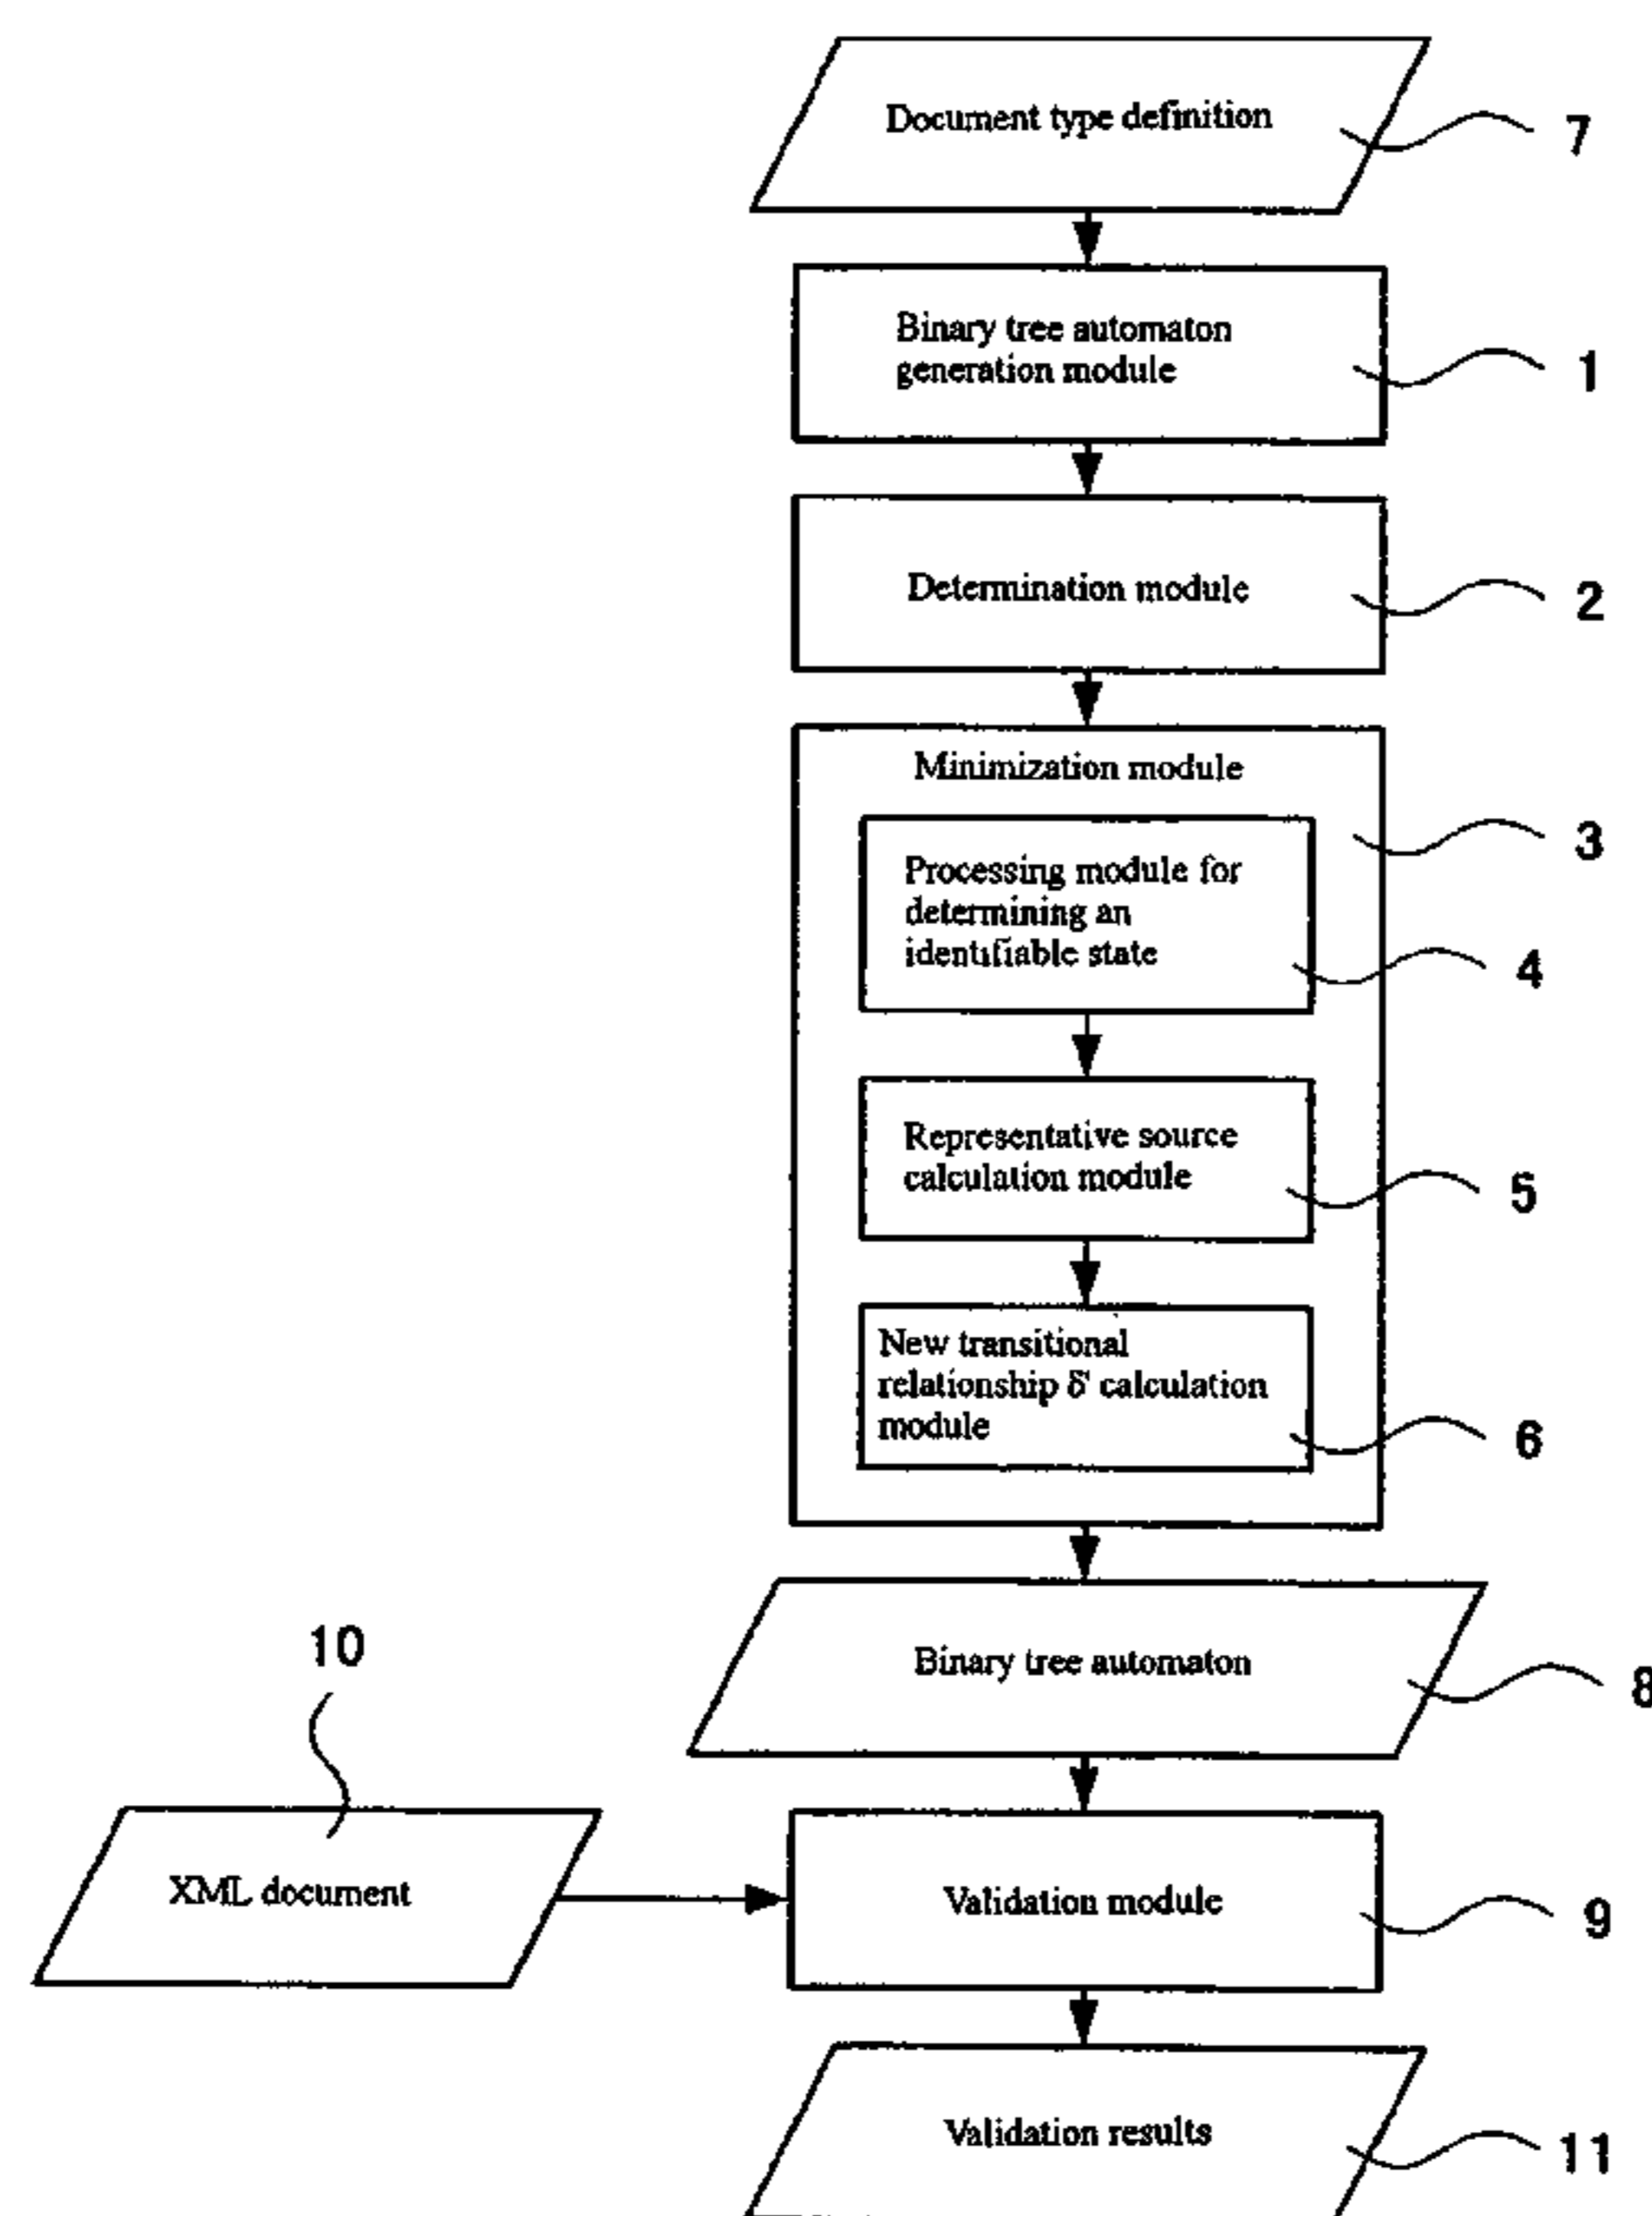 Document type definition
7
Binary tree automaton
generation module
1
Determination module
2
Minimization module
3
Processing module for
determining an
identifiable state
4
Representative source
calculation module
5
New transitional
relationship δ' calculation
module
6
Binary tree automaton
8
10
XML document
Validation module
9
Validation results
11